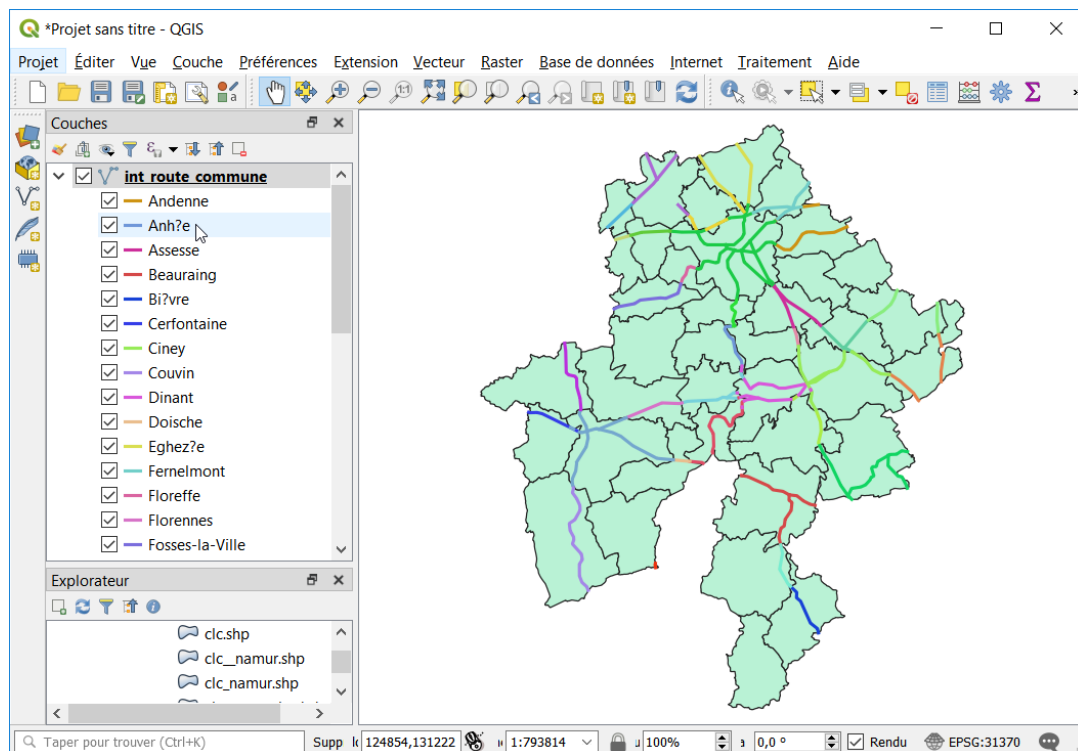 *Projet sans titre - QGIS
Projet Éditer Vue Couche Préférences Extension Vecteur Raster Base de données Internet Traitement Aide
Couches
int_route_commune
Andenne
Anh?e
Assesse
Beauraing
Bi?vre
Cerfontaine
Ciney
Couvin
Dinant
Doische
Eghez?e
Fernelmont
Floreffe
Florennes
Fosses-la-Ville
Explorateur
clc.shp
clc__namur.shp
clc_namur.shp
Taper pour trouver (Ctrl+K) Supp 124854,131222 1:793814 100% 0,0 ° Rendu EPSG:31370